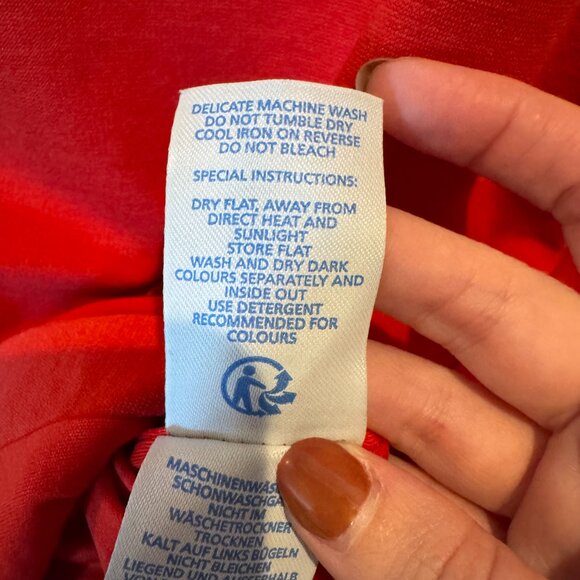 DELICATE MACHINE WASH
DO NOT TUMBLE DRY
COOL IRON ON REVERSE
DO NOT BLEACH
SPECIAL INSTRUCTIONS:
DRY FLAT, AWAY FROM
DIRECT HEAT AND
SUNLIGHT
STORE FLAT
WASH AND DRY DARK
COLOURS SEPARATELY AND
INSIDE OUT
USE DETERGENT
RECOMMENDED FOR
COLOURS
NICHT IM
WÄSCHETROCKNER
TROCKNEN
KALT AUF LINKS BÜGELN
NICHT BLEICHEN
LIEGEND UND